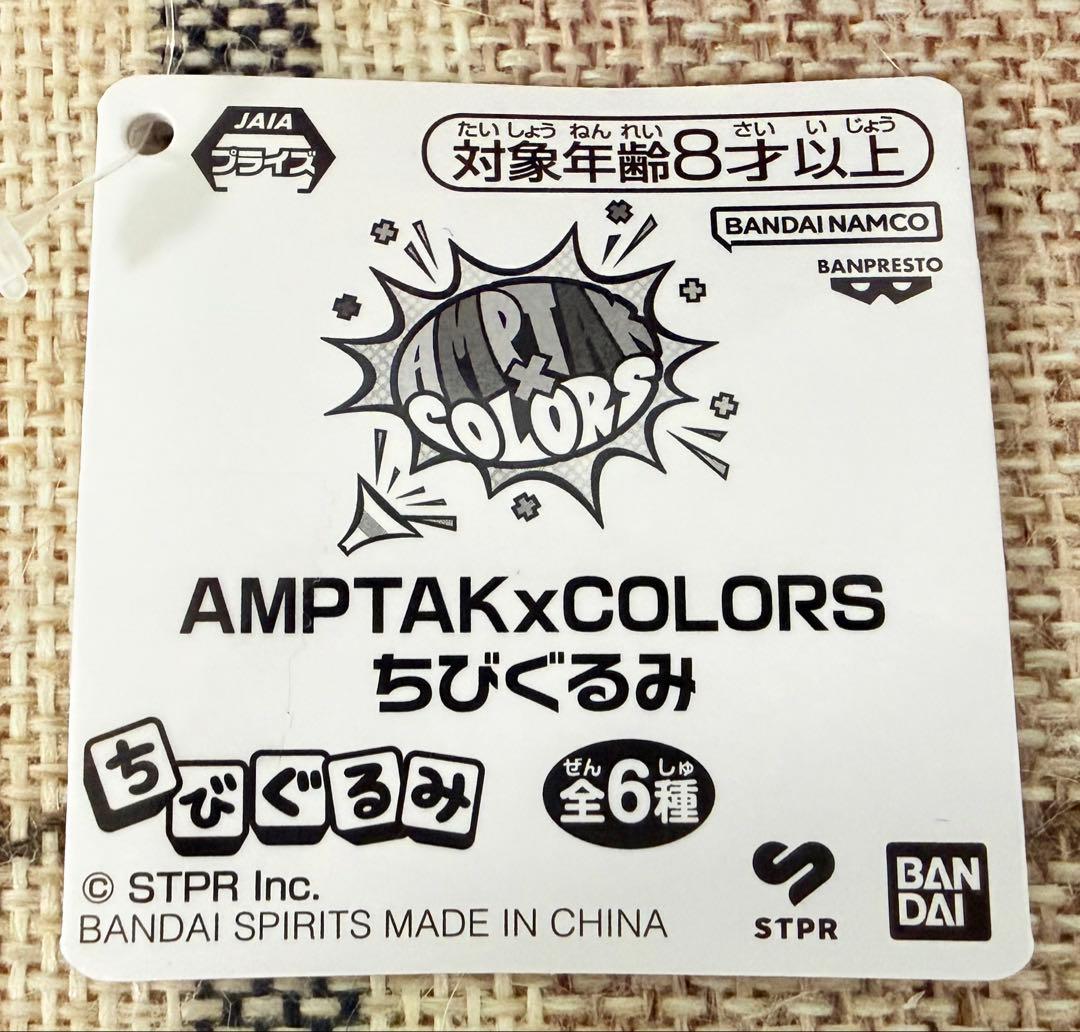 JAIA
プライズ
たいしょうねんれい さい いじょう
対象年齢8才以上
BANDAI NAMCO
BANPRESTO
AMPTAK
×
COLORS
AMPTAKxCOLORS
ちびぐるみ
ちびぐるみ
ぜん しゅ
全6種
© STPR Inc.
BANDAI SPIRITS MADE IN CHINA
STPR
BAN
DAI